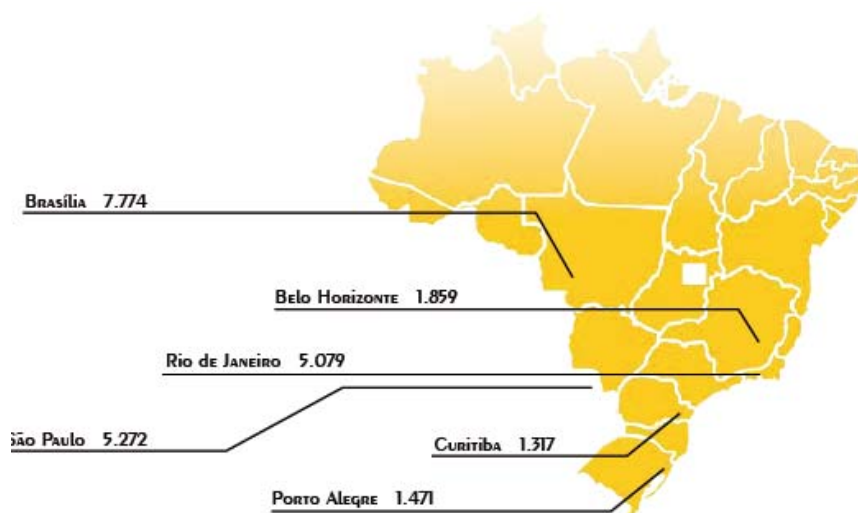 Brasília 7.774
Belo Horizonte 1.859
Rio de Janeiro 5.079
São Paulo 5.272
Curitiba 1.317
Porto Alegre 1.471